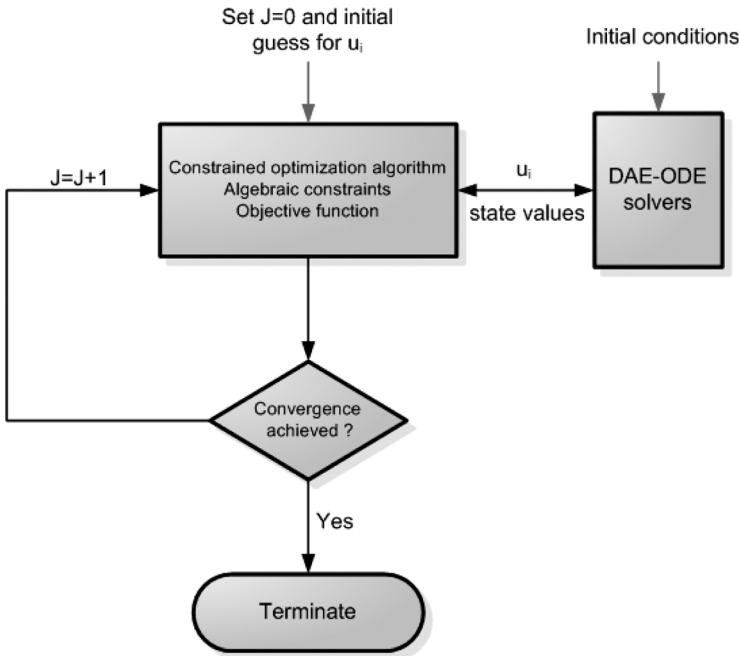 Set J=0 and initial
guess for uᵢ
Initial conditions
J=J+1
Constrained optimization algorithm
Algebraic constraints
Objective function
uᵢ
state values
DAE-ODE
solvers
Convergence
achieved ?
Yes
Terminate